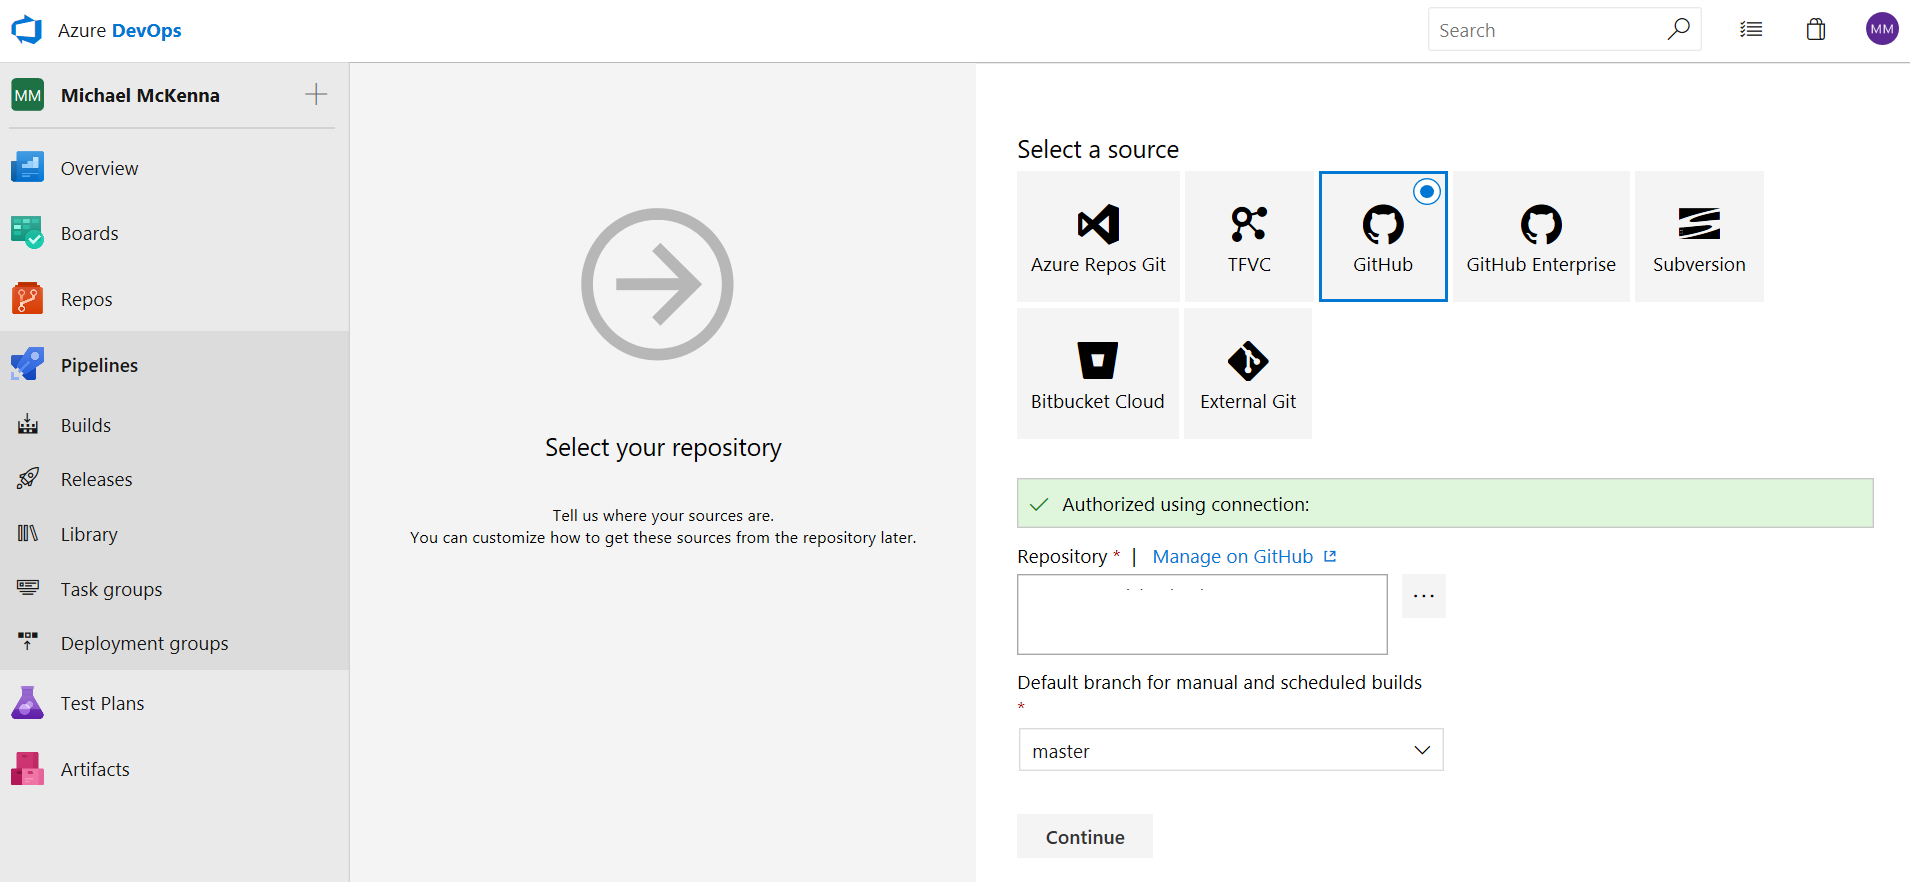 Azure DevOps
Search
MM
MM
Michael McKenna
Overview
Boards
Repos
Pipelines
Builds
Releases
Library
Task groups
Deployment groups
Test Plans
Artifacts
Select your repository
Tell us where your sources are.
You can customize how to get these sources from the repository later.
Select a source
Azure Repos Git
TFVC
GitHub
GitHub Enterprise
Subversion
Bitbucket Cloud
External Git
Authorized using connection:
Repository * | Manage on GitHub
...
Default branch for manual and scheduled builds
*
master
Continue